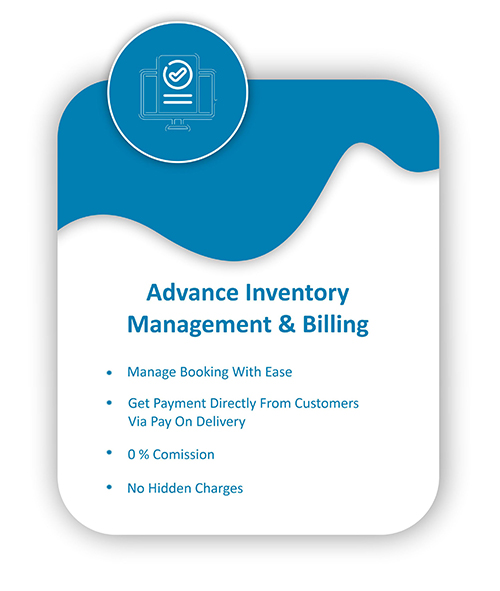 Advance Inventory
Management & Billing
• Manage Booking With Ease
• Get Payment Directly From Customers
Via Pay On Delivery
• 0 % Comission
• No Hidden Charges